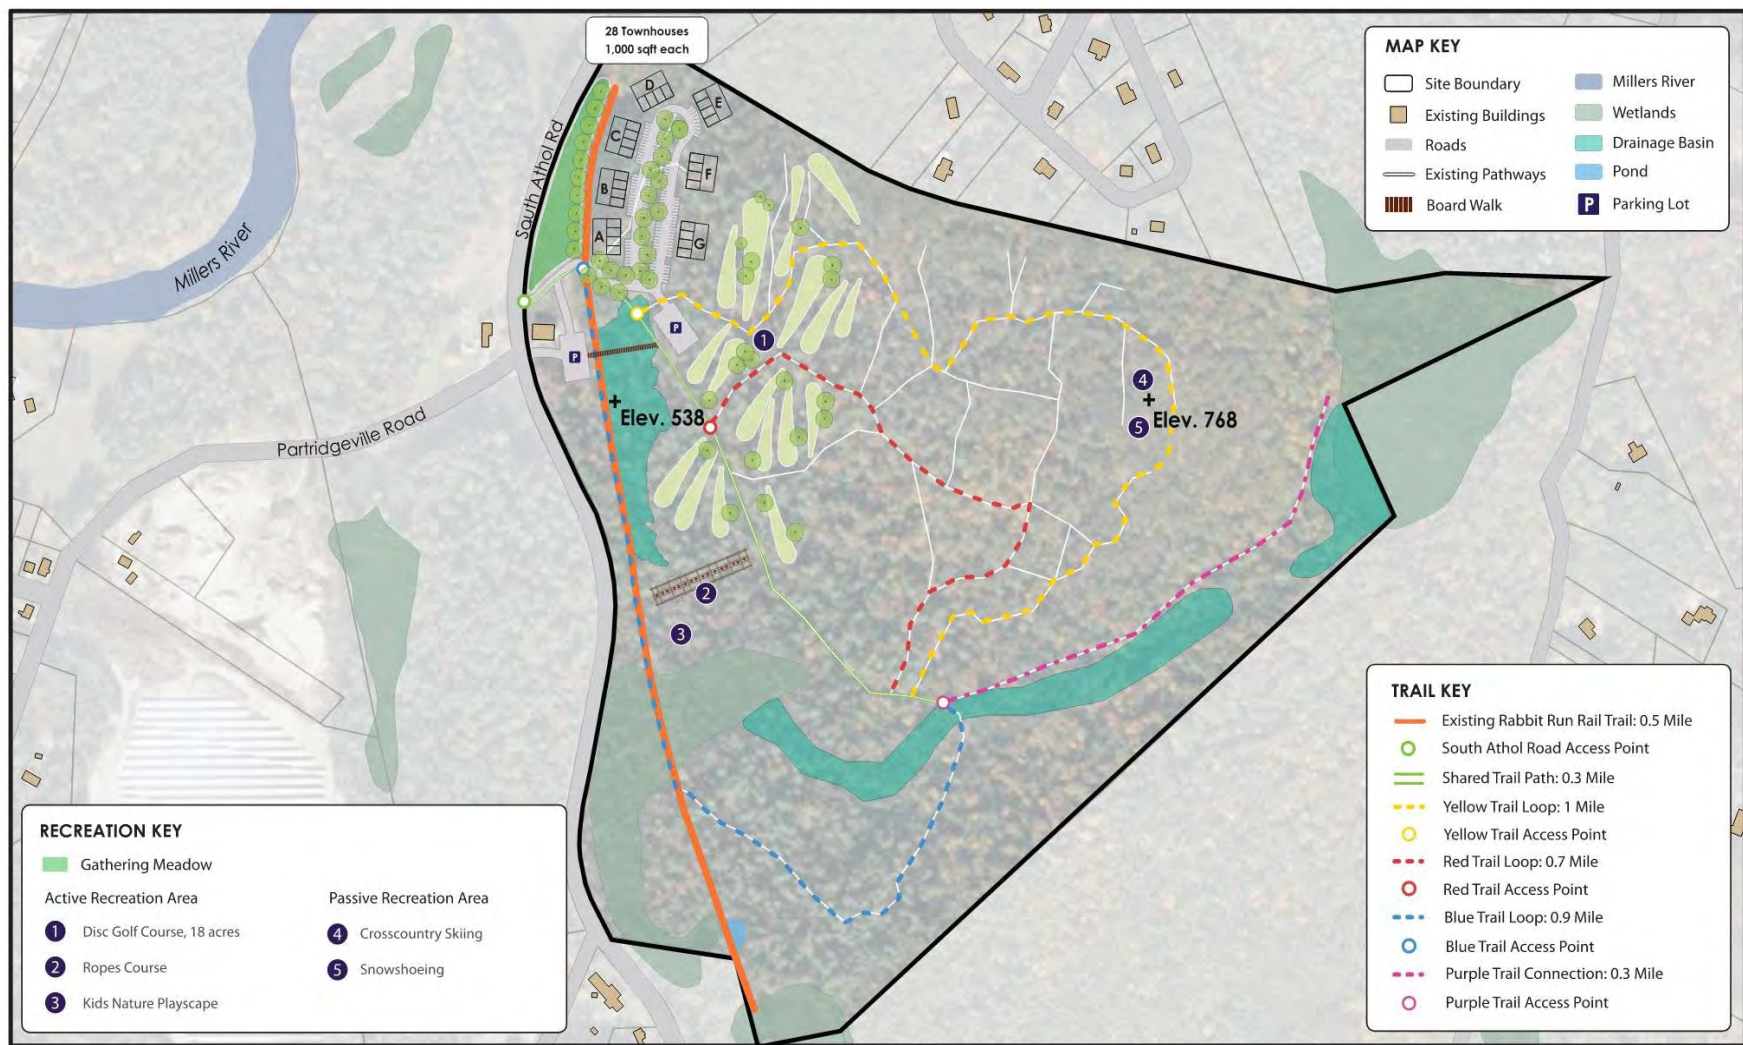 28 Townhouses
1,000 sqft each
MAP KEY
Site Boundary
Existing Buildings
Roads
Existing Pathways
Board Walk
Millers River
Wetlands
Drainage Basin
Pond
P Parking Lot
South Athol Rd
Millers River
Partridgeville Road
D
E
C
F
B
A
G
P
P
1
Elev. 538
4
5
Elev. 768
2
3
RECREATION KEY
Gathering Meadow
Active Recreation Area
1 Disc Golf Course, 18 acres
2 Ropes Course
3 Kids Nature Playscape
Passive Recreation Area
4 Crosscountry Skiing
5 Snowshoeing
TRAIL KEY
Existing Rabbit Run Rail Trail: 0.5 Mile
South Athol Road Access Point
Shared Trail Path: 0.3 Mile
Yellow Trail Loop: 1 Mile
Yellow Trail Access Point
Red Trail Loop: 0.7 Mile
Red Trail Access Point
Blue Trail Loop: 0.9 Mile
Blue Trail Access Point
Purple Trail Connection: 0.3 Mile
Purple Trail Access Point